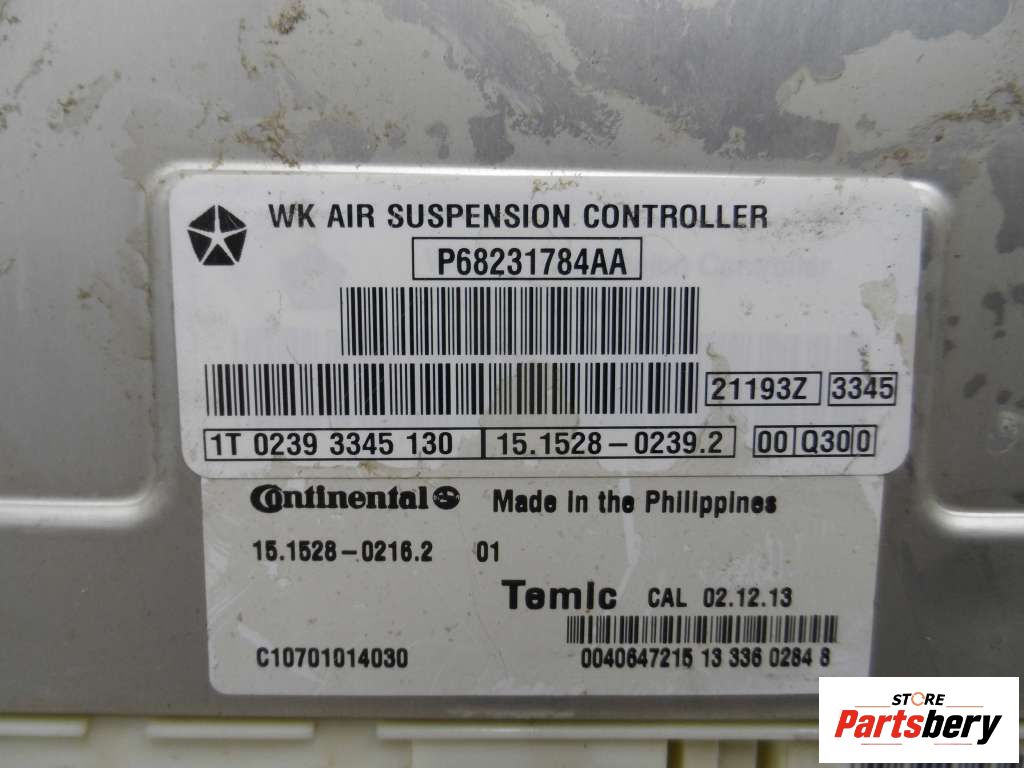 WK AIR SUSPENSION CONTROLLER
P68231784AA
21193Z 3345
1T 0239 3345 130 15.1528-0239.2 00 Q30 0
Continental Made in the Philippines
15.1528-0216.2 01
Temic CAL 02.12.13
C10701014030 0040647215 13 336 0284 8
STORE
Partsbery